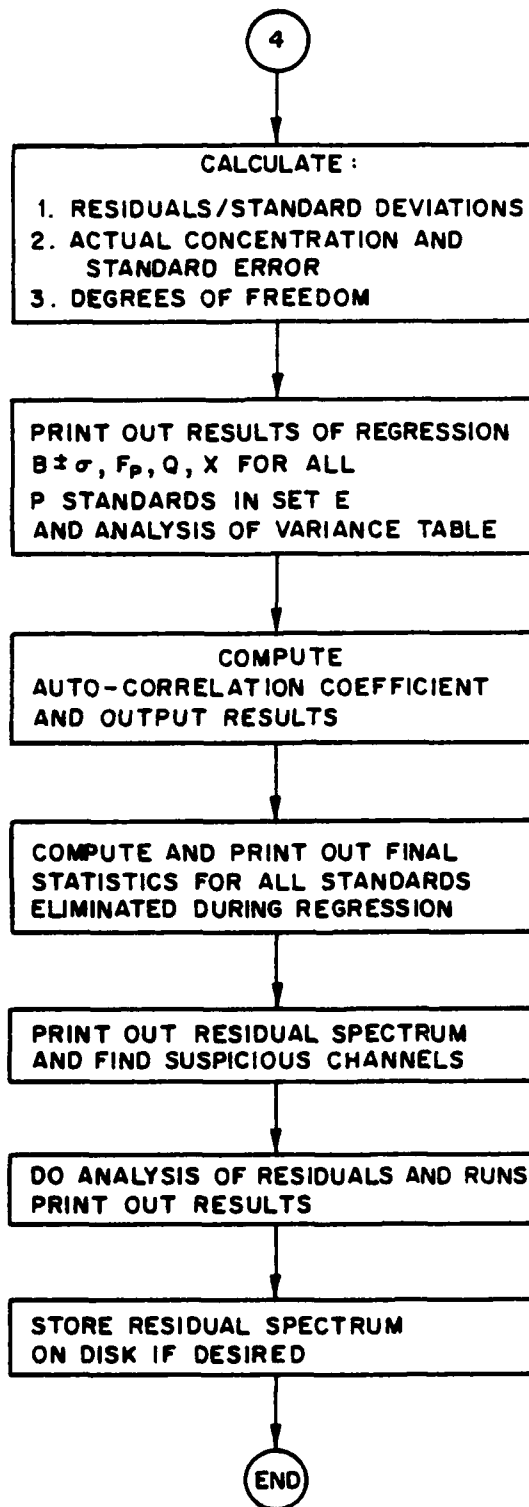 4
CALCULATE:
1. RESIDUALS/STANDARD DEVIATIONS
2. ACTUAL CONCENTRATION AND
STANDARD ERROR
3. DEGREES OF FREEDOM
PRINT OUT RESULTS OF REGRESSION
B±σ, Fₚ, Q, X FOR ALL
P STANDARDS IN SET E
AND ANALYSIS OF VARIANCE TABLE
COMPUTE
AUTO-CORRELATION COEFFICIENT
AND OUTPUT RESULTS
COMPUTE AND PRINT OUT FINAL
STATISTICS FOR ALL STANDARDS
ELIMINATED DURING REGRESSION
PRINT OUT RESIDUAL SPECTRUM
AND FIND SUSPICIOUS CHANNELS
DO ANALYSIS OF RESIDUALS AND RUNS
PRINT OUT RESULTS
STORE RESIDUAL SPECTRUM
ON DISK IF DESIRED
END